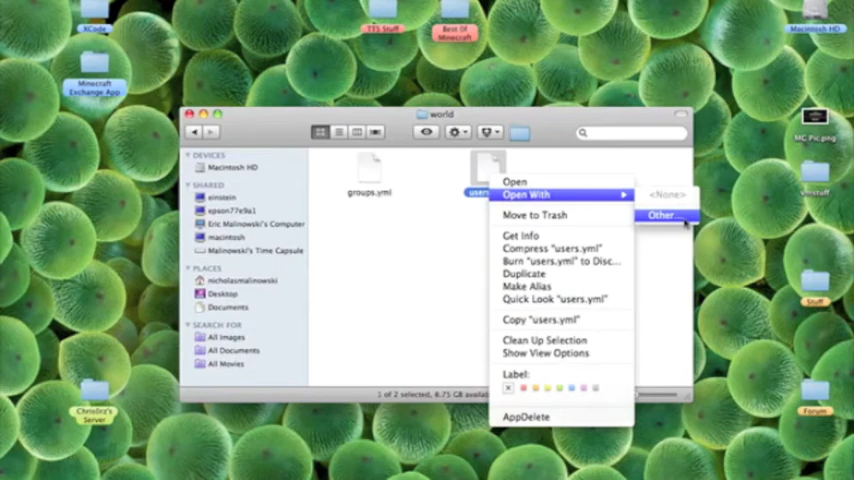 XCode
TTS Stuff
Best Of
Minecraft
Macintosh HD
Minecraft
Exchange App
world
MC Pic.png
DEVICES
Macintosh HD
SHARED
einstein
epson77e9a1
Eric Malinowski's Computer
macintosh
Malinowski's Time Capsule
PLACES
nicholasmalinowski
Desktop
Documents
SEARCH FOR
All Images
All Documents
All Movies
groups.yml
users
Open
Open With
<None>
Other...
Move to Trash
Get Info
Compress "users.yml"
Burn "users.yml" to Disc...
Duplicate
Make Alias
Quick Look "users.yml"
Copy "users.yml"
Clean Up Selection
Show View Options
Label:
AppDelete
1 of 2 selected, 6.75 GB availa
vmstuff
Stuff
Forum
Server